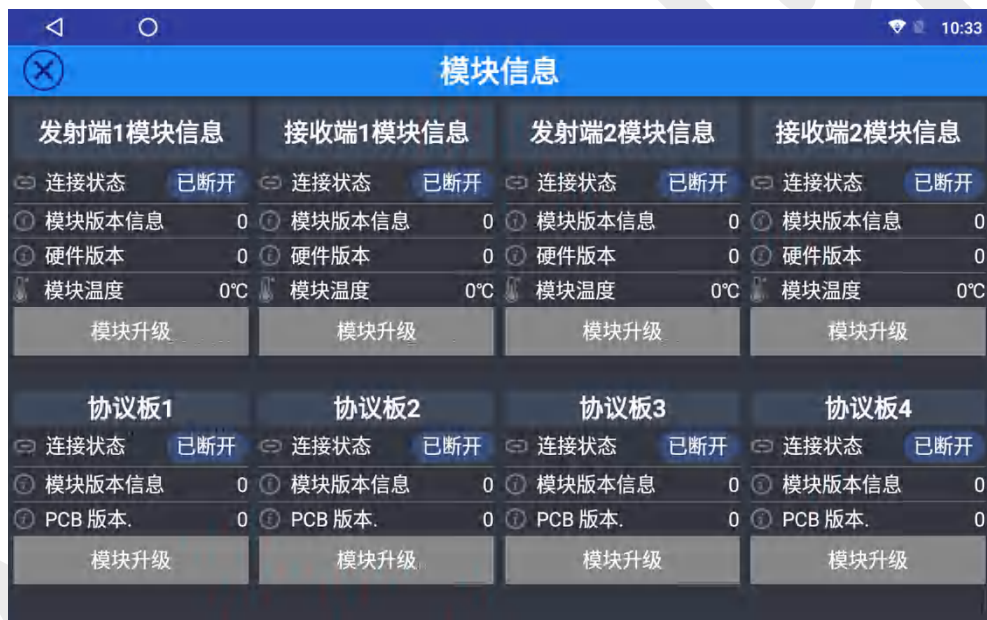 10:33
模块信息
发射端1模块信息 接收端1模块信息 发射端2模块信息 接收端2模块信息
连接状态 已断开 连接状态 已断开 连接状态 已断开 连接状态 已断开
模块版本信息 0 模块版本信息 0 模块版本信息 0 模块版本信息 0
硬件版本 0 硬件版本 0 硬件版本 0 硬件版本 0
模块温度 0℃ 模块温度 0℃ 模块温度 0℃ 模块温度 0℃
模块升级 模块升级 模块升级 模块升级
协议板1 协议板2 协议板3 协议板4
连接状态 已断开 连接状态 已断开 连接状态 已断开 连接状态 已断开
模块版本信息 0 模块版本信息 0 模块版本信息 0 模块版本信息 0
PCB 版本. 0 PCB 版本. 0 PCB 版本. 0 PCB 版本. 0
模块升级 模块升级 模块升级 模块升级